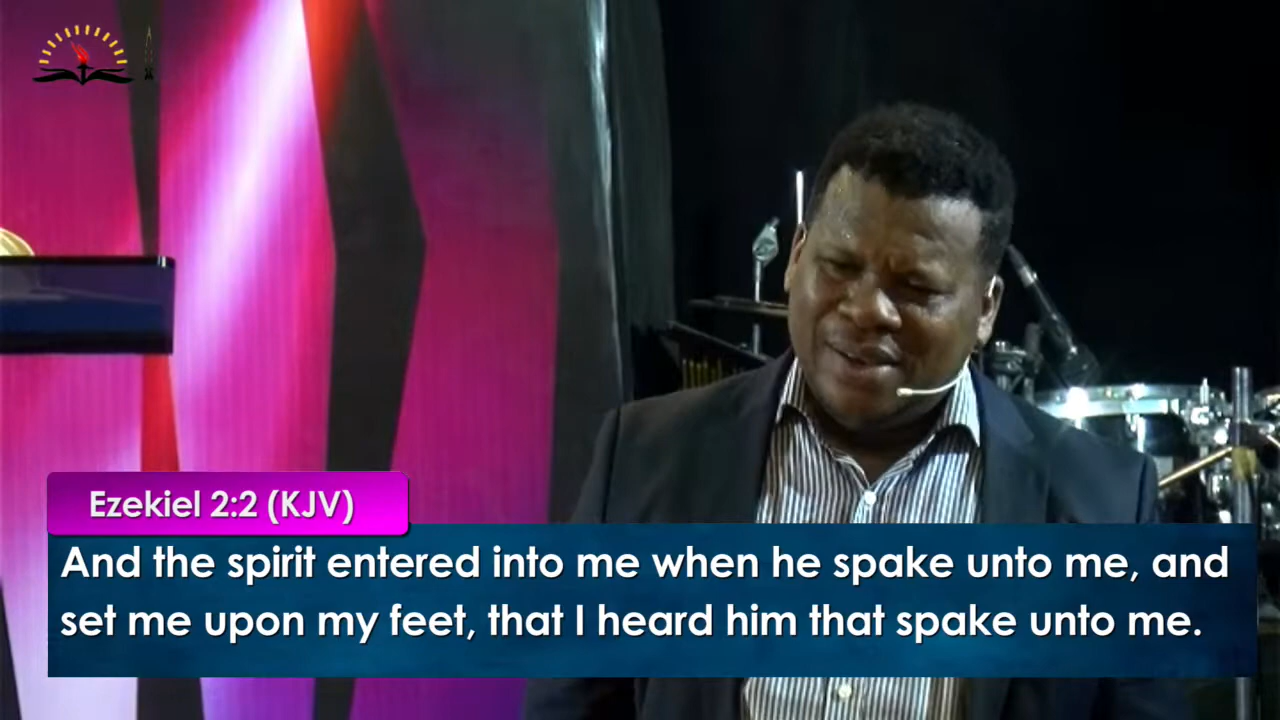 Ezekiel 2:2 (KJV)
And the spirit entered into me when he spake unto me, and
set me upon my feet, that I heard him that spake unto me.